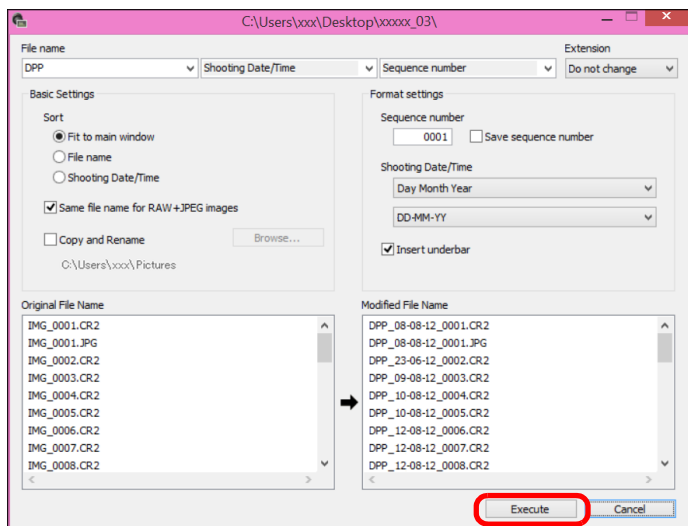 C:\Users\xxx\Desktop\xxxxx_03\
File name
Extension
DPP
Shooting Date/Time
Sequence number
Do not change
Basic Settings
Sort
Fit to main window
File name
Shooting Date/Time
Same file name for RAW+JPEG images
Copy and Rename
Browse...
C:\Users\xxx\Pictures
Format settings
Sequence number
0001
Save sequence number
Shooting Date/Time
Day Month Year
DD-MM-YY
Insert underbar
Original File Name
IMG_0001.CR2
IMG_0001.JPG
IMG_0002.CR2
IMG_0003.CR2
IMG_0004.CR2
IMG_0005.CR2
IMG_0006.CR2
IMG_0007.CR2
IMG_0008.CR2
Modified File Name
DPP_08-08-12_0001.CR2
DPP_08-08-12_0001.JPG
DPP_23-06-12_0002.CR2
DPP_09-08-12_0003.CR2
DPP_10-08-12_0004.CR2
DPP_10-08-12_0005.CR2
DPP_12-08-12_0006.CR2
DPP_12-08-12_0007.CR2
DPP_12-08-12_0008.CR2
Execute
Cancel